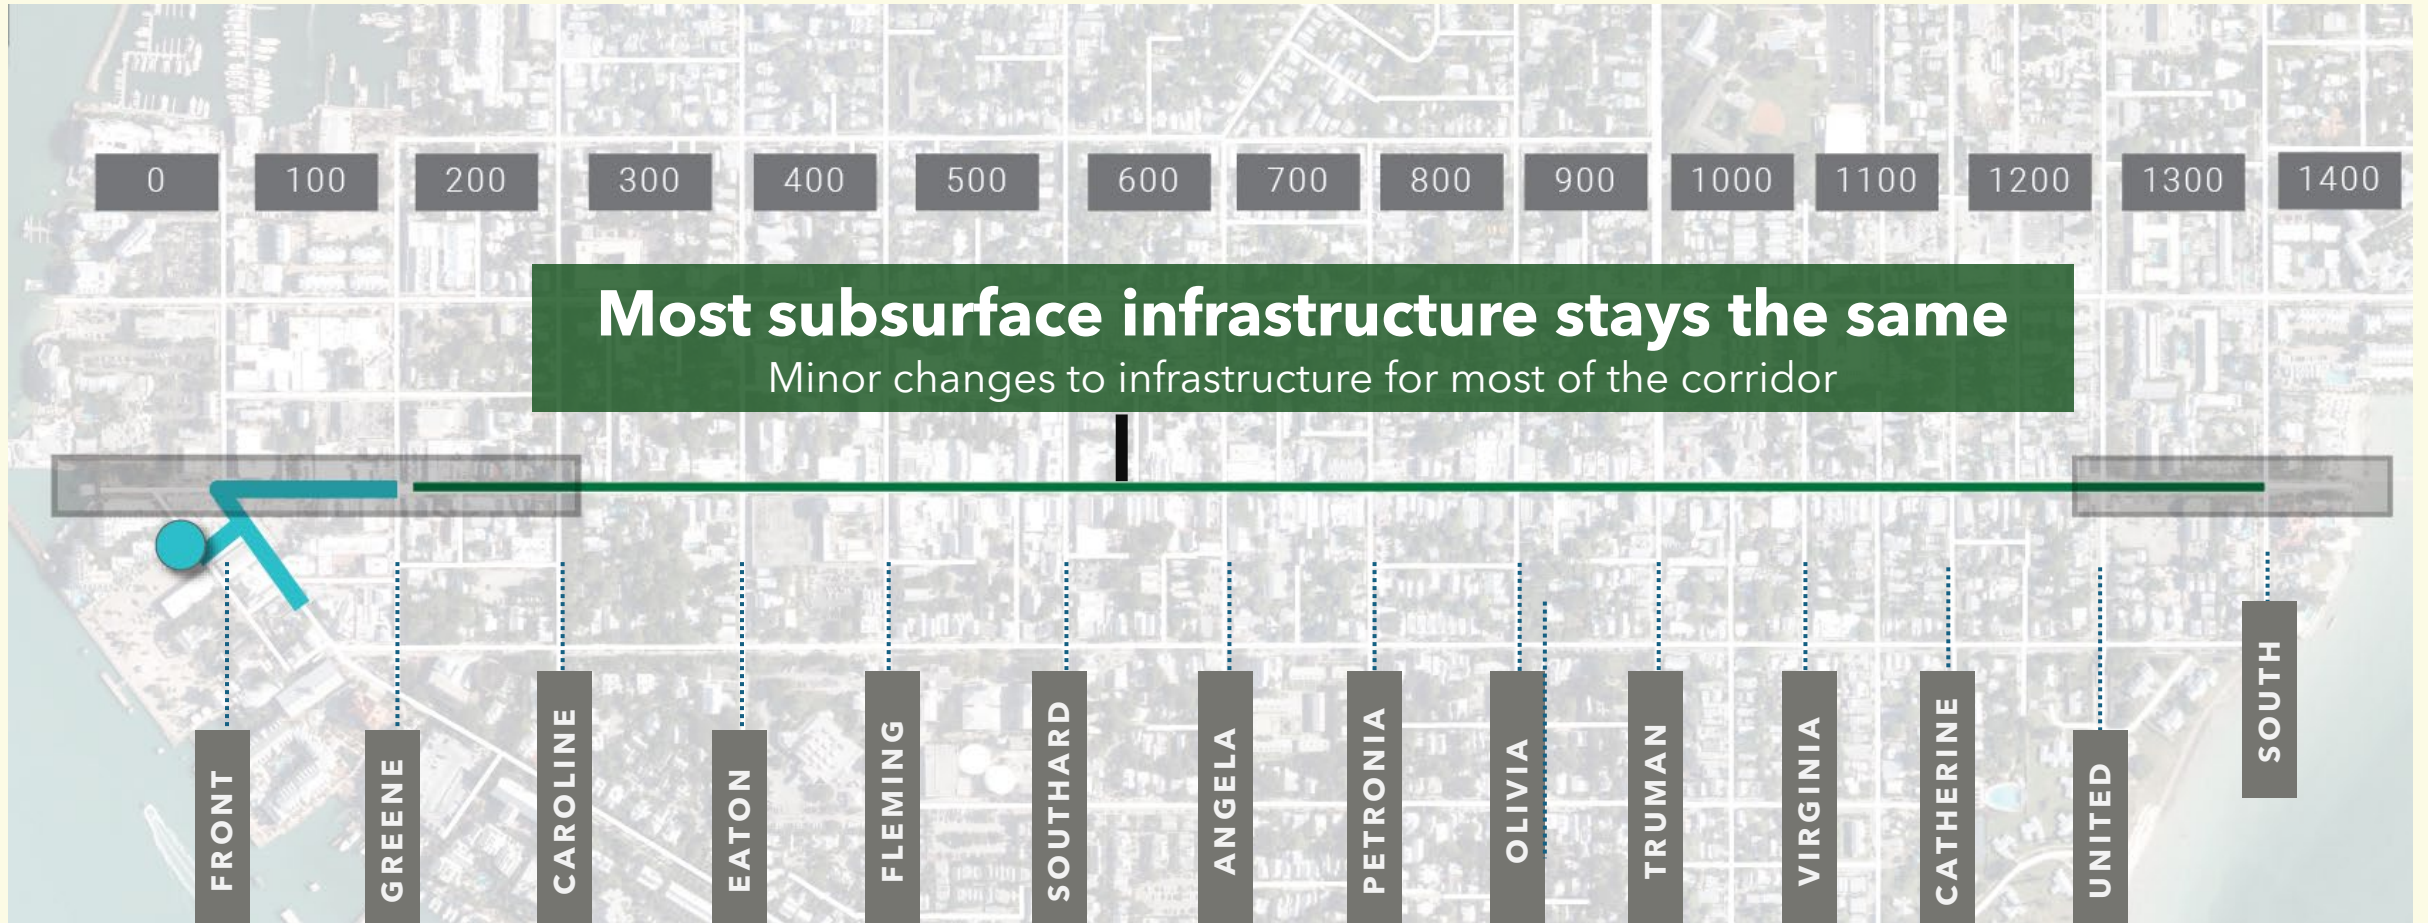 0
100
200
300
400
500
600
700
800
900
1000
1100
1200
1300
1400
Most subsurface infrastructure stays the same
Minor changes to infrastructure for most of the corridor
FRONT
GREENE
CAROLINE
EATON
FLEMING
SOUTHARD
ANGELA
PETRONIA
OLIVIA
TRUMAN
VIRGINIA
CATHERINE
UNITED
SOUTH